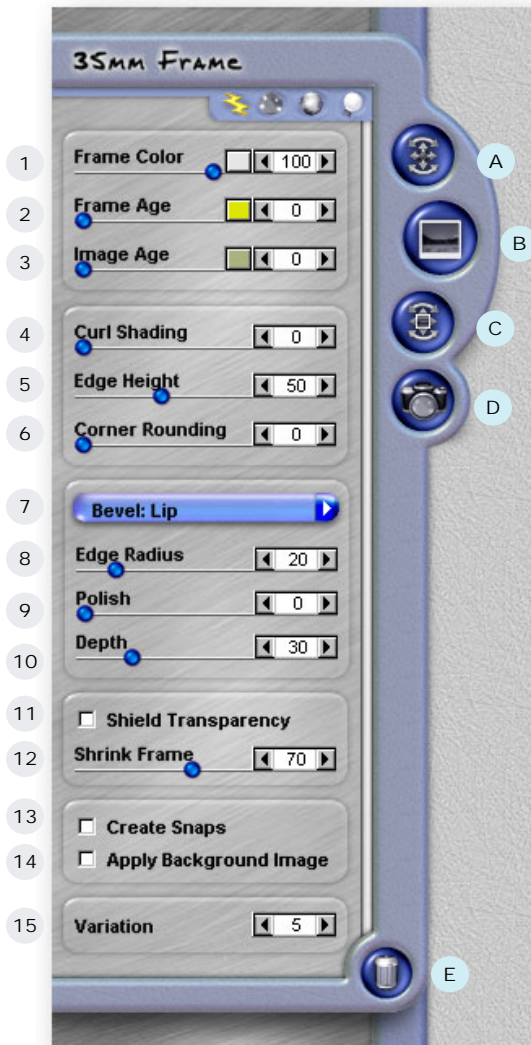 35mm Frame
1 Frame Color 100 A
2 Frame Age 0 B
3 Image Age 0
4 Curl Shading 0 C
5 Edge Height 50 D
6 Corner Rounding 0
7 Bevel: Lip
8 Edge Radius 20
9 Polish 0
10 Depth 30
11 Shield Transparency
12 Shrink Frame 70
13 Create Snaps
14 Apply Background Image
15 Variation 5
E